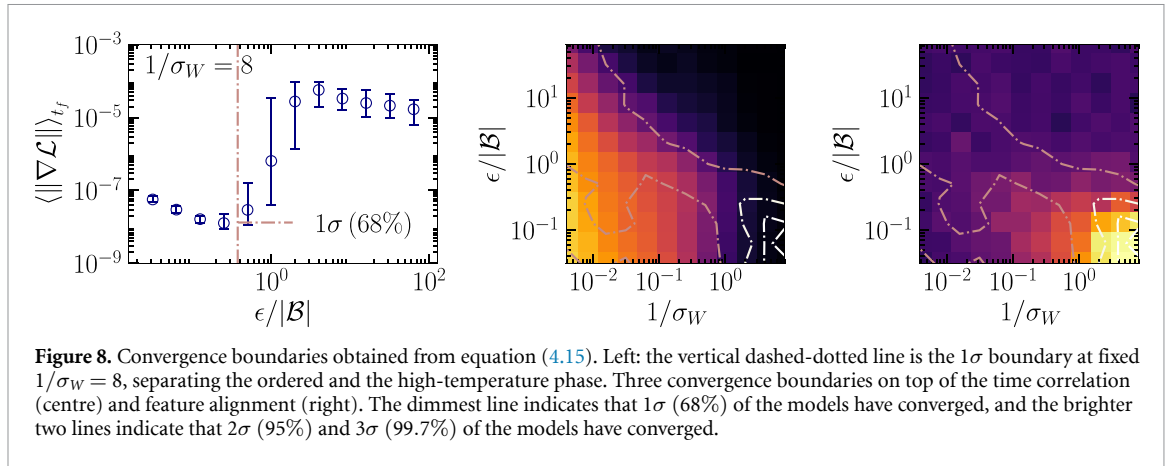 10^{-3}
10^{-5}
10^{-7}
10^{-9}
⟨‖∇ℒ‖⟩_{t_f}
1/σ_W = 8
1σ (68%)
10^0
10^2
ϵ/|ℬ|
10^1
10^0
10^{-1}
ϵ/|ℬ|
10^{-2}
10^{-1}
10^0
1/σ_W
10^1
10^0
10^{-1}
ϵ/|ℬ|
10^{-2}
10^{-1}
10^0
1/σ_W
Figure 8. Convergence boundaries obtained from equation (4.15). Left: the vertical dashed-dotted line is the 1σ boundary at fixed
1/σ_W = 8, separating the ordered and the high-temperature phase. Three convergence boundaries on top of the time correlation
(centre) and feature alignment (right). The dimmest line indicates that 1σ (68%) of the models have converged, and the brighter
two lines indicate that 2σ (95%) and 3σ (99.7%) of the models have converged.